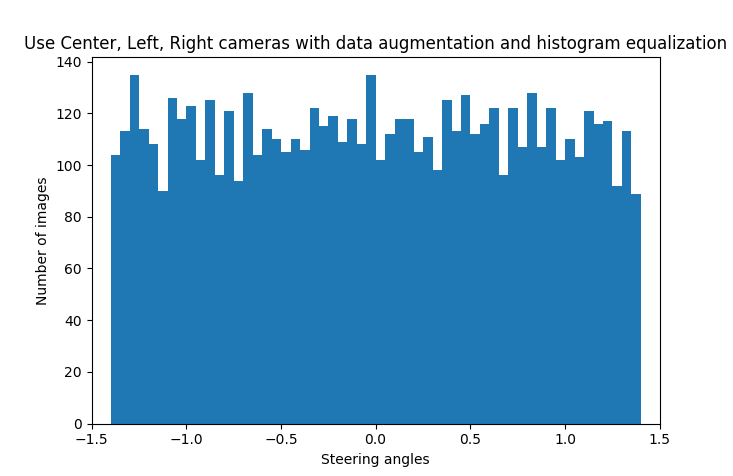 Use Center, Left, Right cameras with data augmentation and histogram equalization
140
120
100
80
60
40
20
0
Number of images
−1.5 −1.0 −0.5 0.0 0.5 1.0 1.5
Steering angles